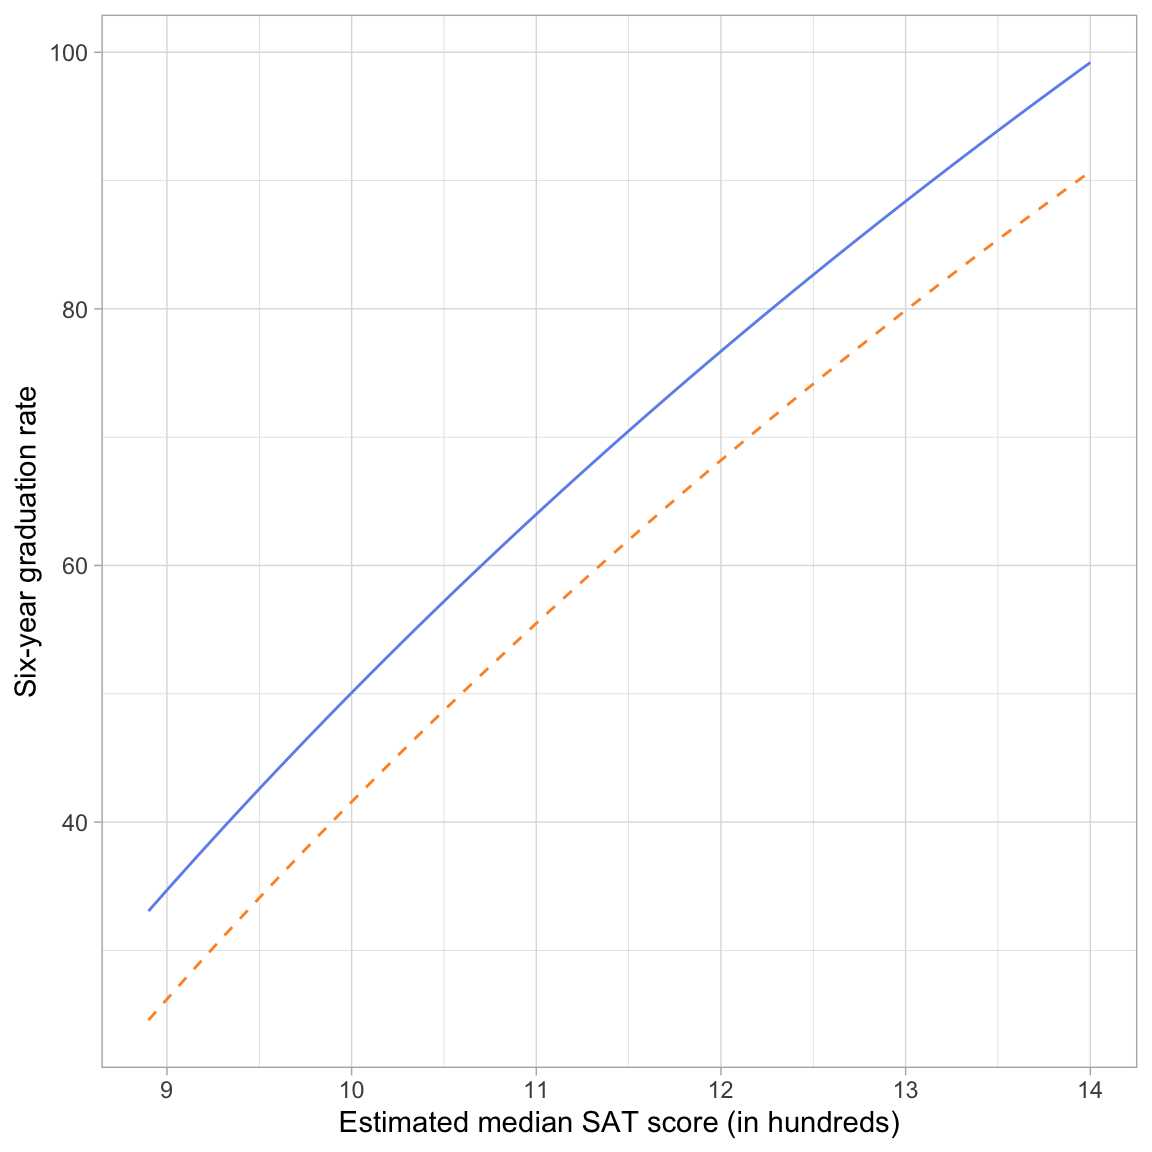 100
80
60
40
Six-year graduation rate
9 10 11 12 13 14
Estimated median SAT score (in hundreds)